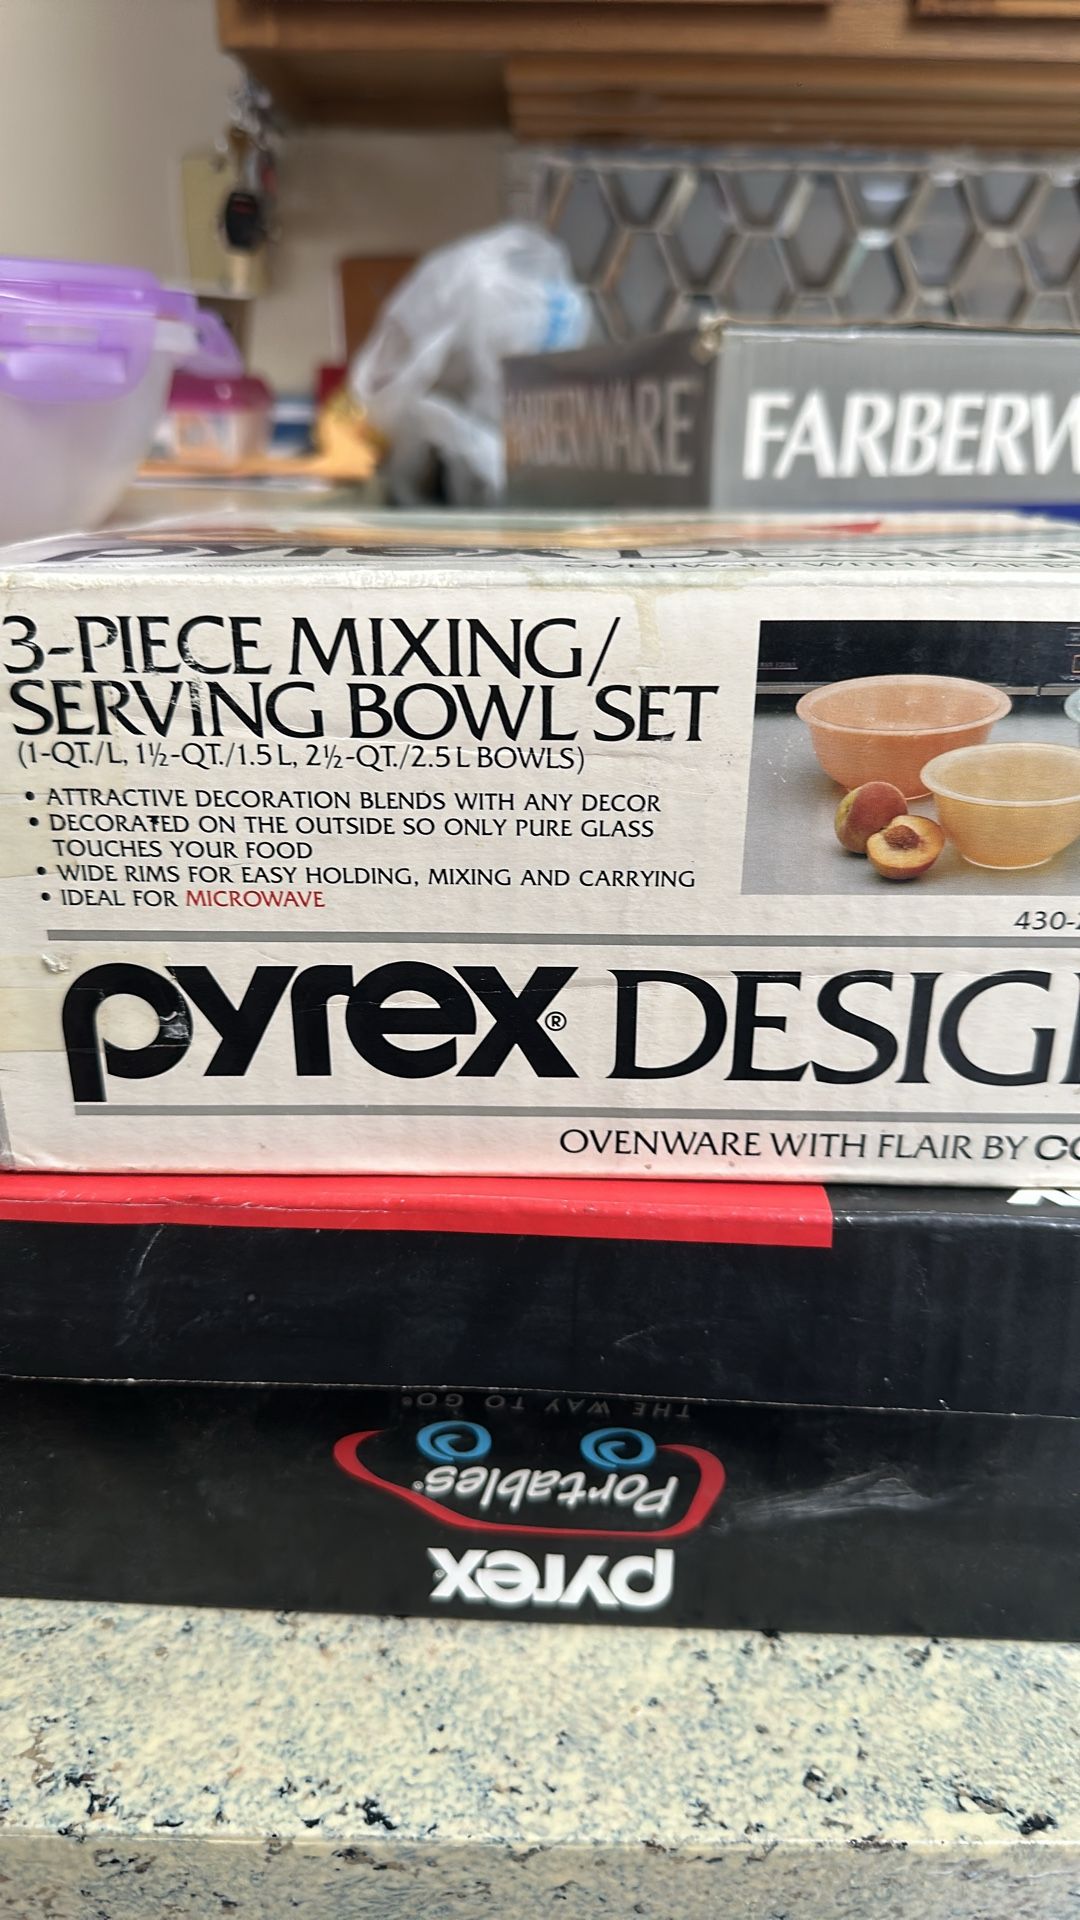 FARBERWARE
FARBERW
pyrex DESIG
3-PIECE MIXING/
SERVING BOWL SET
(1-QT./L, 1½-QT./1.5 L, 2½-QT./2.5 L BOWLS)
• ATTRACTIVE DECORATION BLENDS WITH ANY DECOR
• DECORATED ON THE OUTSIDE SO ONLY PURE GLASS
TOUCHES YOUR FOOD
• WIDE RIMS FOR EASY HOLDING, MIXING AND CARRYING
• IDEAL FOR MICROWAVE
430-
pyrex® DESIG
OVENWARE WITH FLAIR BY CO
THE WAY TO GO®
Portables®
pyrex